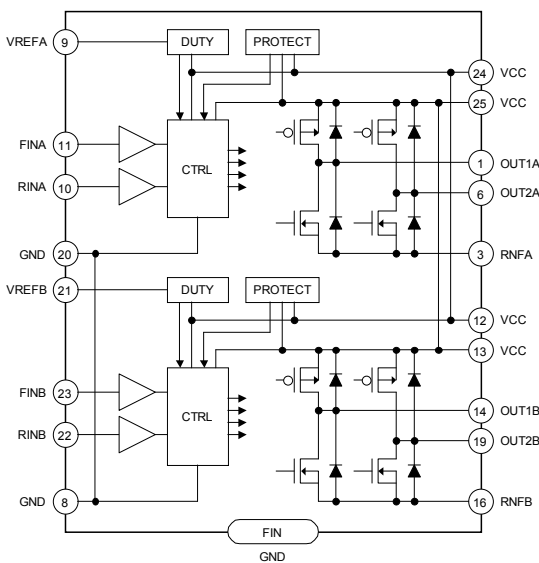 VREFA 9 DUTY PROTECT
24 VCC
25 VCC
FINA 11
CTRL
1 OUT1A
RINA 10
6 OUT2A
GND 20
3 RNFA
VREFB 21 DUTY PROTECT
12 VCC
13 VCC
FINB 23
CTRL
14 OUT1B
RINB 22
19 OUT2B
GND 8
16 RNFB
FIN
GND